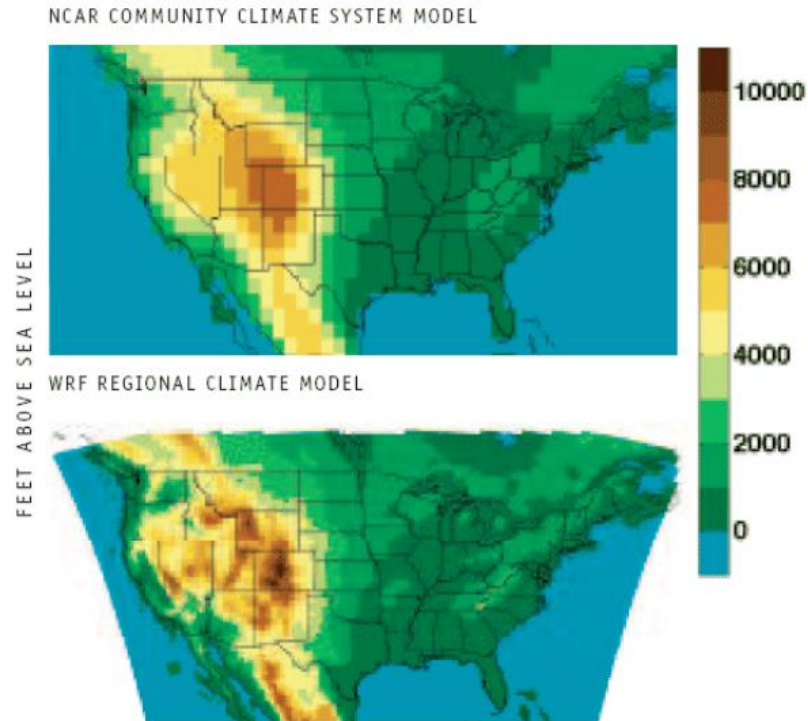 NCAR COMMUNITY CLIMATE SYSTEM MODEL
10000
8000
6000
4000
2000
0
FEET ABOVE SEA LEVEL
WRF REGIONAL CLIMATE MODEL